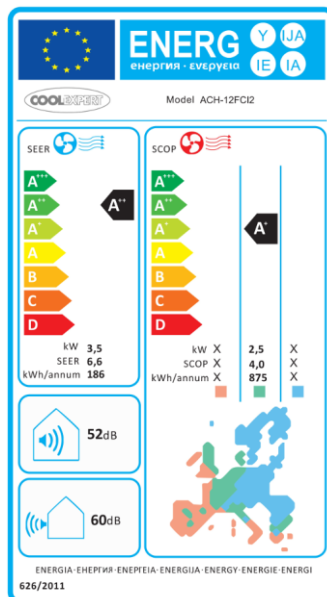 ENERG
енергия · ενεργεια
Y IJA
IE IA
COOLEXPERT
Model ACH-12FCI2
SEER
A+++
A++
A+
A
B
C
D
A++
kW 3,5
SEER 6,6
kWh/annum 186
SCOP
A+++
A++
A+
A
B
C
D
A+
kW X 2,5 X
SCOP X 4,0 X
kWh/annum X 875 X
52dB
60dB
ENERGIA·ЕНЕРГИЯ·ΕΝΕΡΓΕΙΑ·ENERGIJA·ENERGY·ENERGIE·ENERGI
626/2011